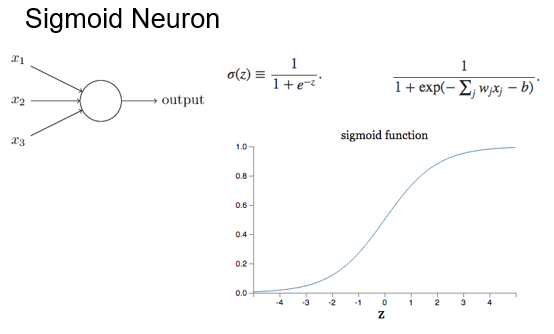 Sigmoid Neuron
x₁
x₂
x₃
output
σ(z) ≡ 1 / 1 + e⁻ᶻ.
1 / 1 + exp(− ∑ⱼ wⱼxⱼ − b).
sigmoid function
1.0
0.8
0.6
0.4
0.2
0.0
-4 -3 -2 -1 0 1 2 3 4
Z